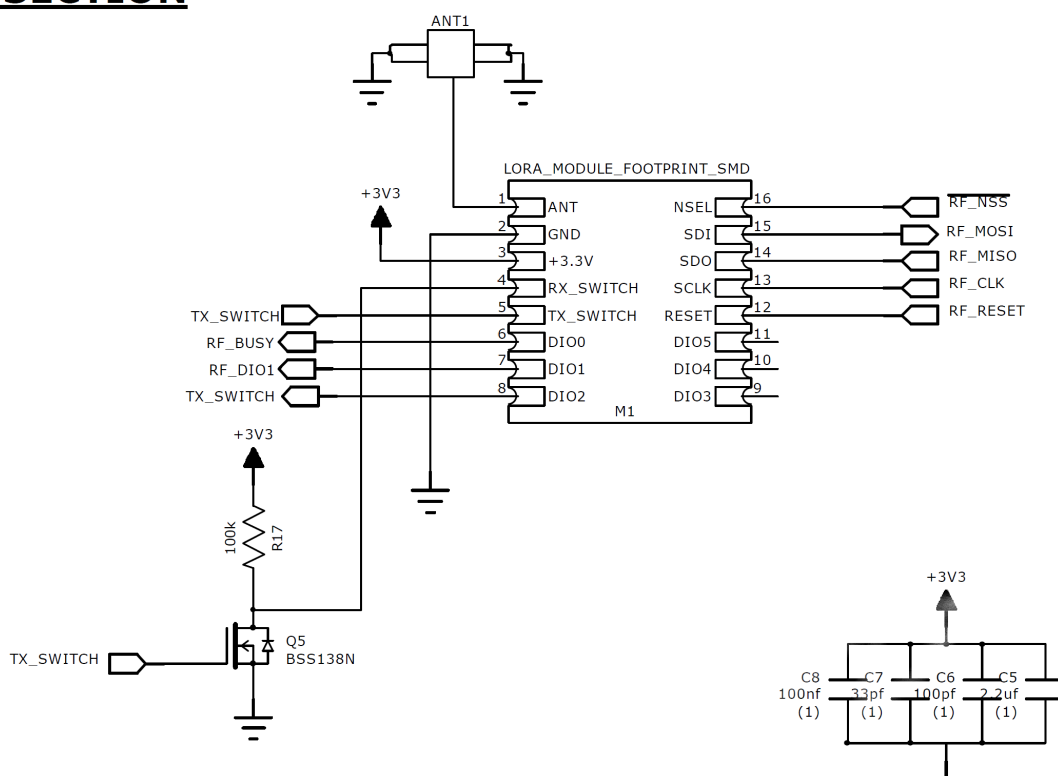 SECTION
ANT1
LORA_MODULE_FOOTPRINT_SMD
+3V3
1
ANT
NSEL
16
RF_NSS
2
GND
SDI
15
RF_MOSI
3
+3.3V
SDO
14
RF_MISO
4
RX_SWITCH
SCLK
13
RF_CLK
TX_SWITCH
5
TX_SWITCH
RESET
12
RF_RESET
RF_BUSY
6
DIO0
DIO5
11
RF_DIO1
7
DIO1
DIO4
10
TX_SWITCH
8
DIO2
DIO3
9
M1
+3V3
100k
R17
TX_SWITCH
Q5
BSS138N
+3V3
C8
100nf
(1)
C7
33pf
(1)
C6
100pf
(1)
C5
2.2uf
(1)